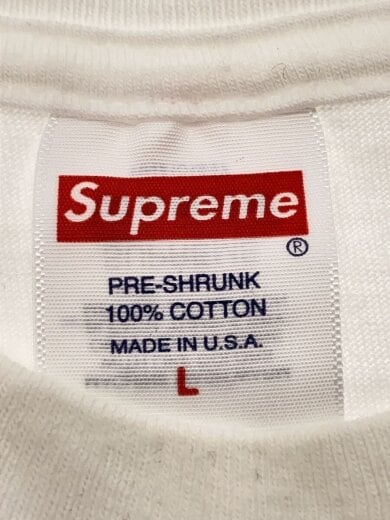 Supreme
®
PRE-SHRUNK
100% COTTON
MADE IN U.S.A.
L